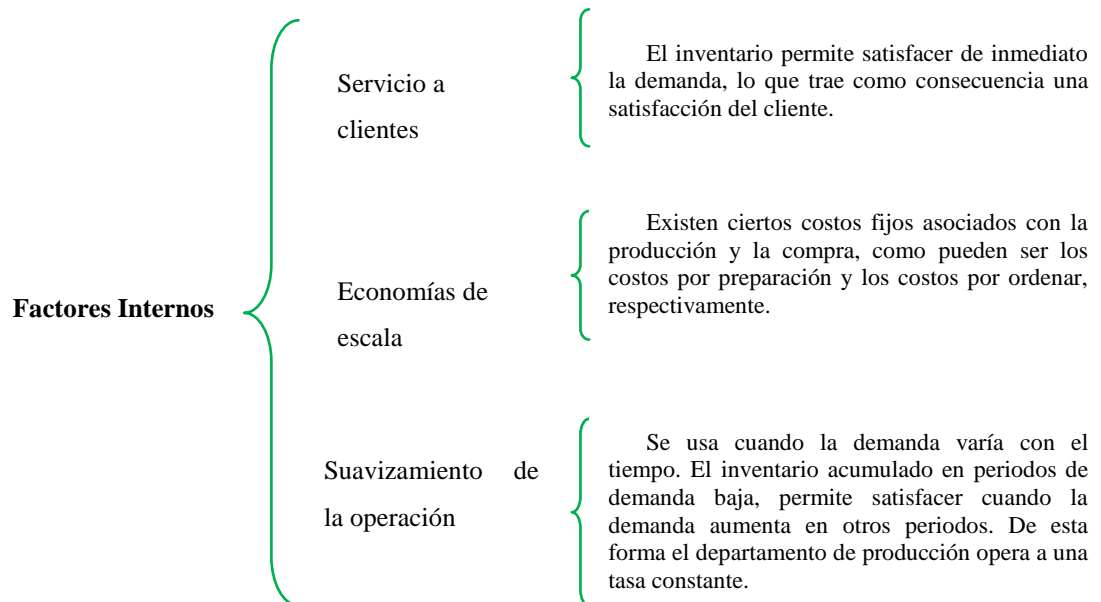 Factores Internos
Servicio a
clientes
El inventario permite satisfacer de inmediato
la demanda, lo que trae como consecuencia una
satisfacción del cliente.
Economías de
escala
Existen ciertos costos fijos asociados con la
producción y la compra, como pueden ser los
costos por preparación y los costos por ordenar,
respectivamente.
Suavizamiento de
la operación
Se usa cuando la demanda varía con el
tiempo. El inventario acumulado en periodos de
demanda baja, permite satisfacer cuando la
demanda aumenta en otros periodos. De esta
forma el departamento de producción opera a una
tasa constante.